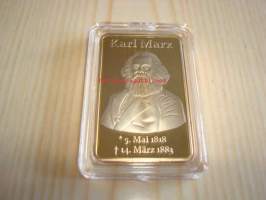 Karl Marx
* 5. Mai 1818
† 14. März 1883